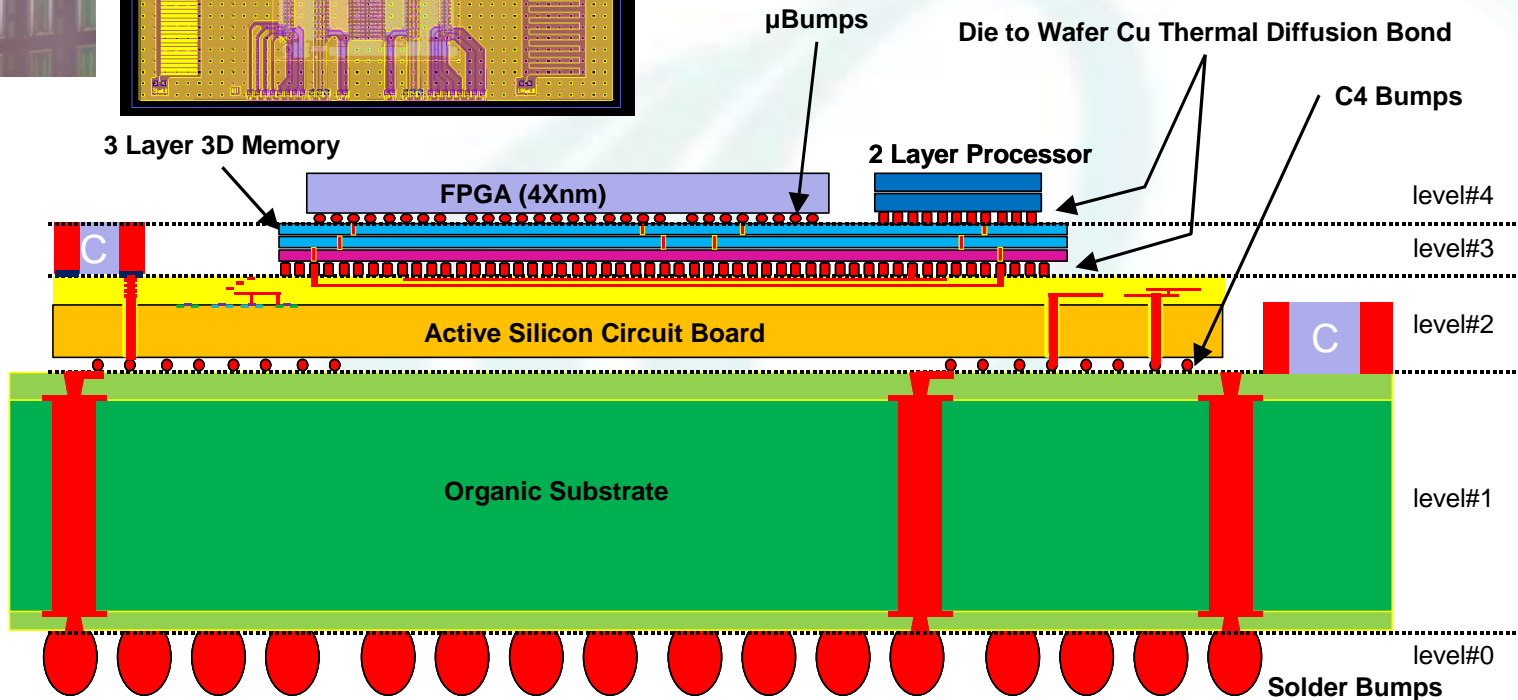 µBumps
Die to Wafer Cu Thermal Diffusion Bond
C4 Bumps
3 Layer 3D Memory
2 Layer Processor
FPGA (4Xnm)
level#4
C
level#3
Active Silicon Circuit Board
level#2
C
Organic Substrate
level#1
level#0
Solder Bumps